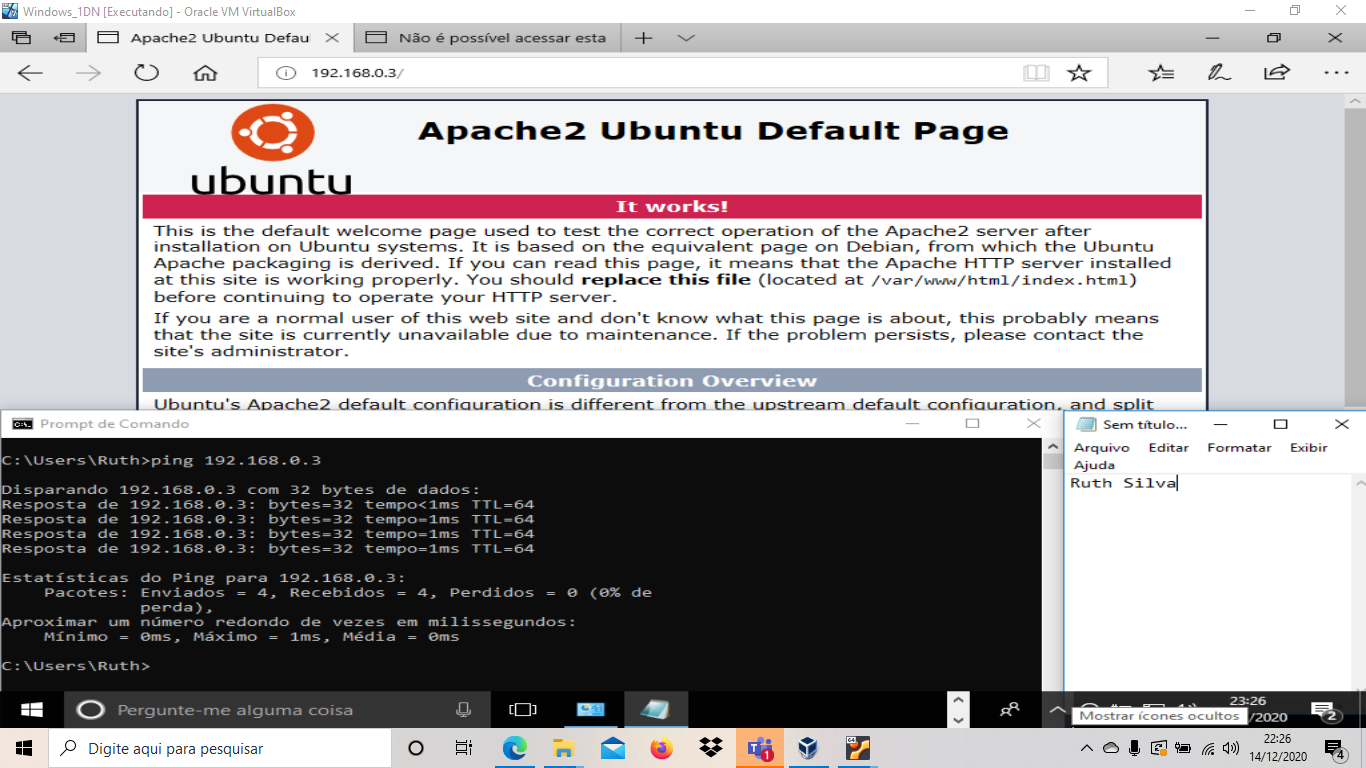 Windows_1DN [Executando] - Oracle VM VirtualBox
Apache2 Ubuntu Defau
Não é possível acessar esta
192.168.0.3/
ubuntu
Apache2 Ubuntu Default Page
It works!
This is the default welcome page used to test the correct operation of the Apache2 server after
installation on Ubuntu systems. It is based on the equivalent page on Debian, from which the Ubuntu
Apache packaging is derived. If you can read this page, it means that the Apache HTTP server installed
at this site is working properly. You should replace this file (located at /var/www/html/index.html)
before continuing to operate your HTTP server.
If you are a normal user of this web site and don't know what this page is about, this probably means
that the site is currently unavailable due to maintenance. If the problem persists, please contact the
site's administrator.
Configuration Overview
Ubuntu's Apache2 default configuration is different from the upstream default configuration, and split
Prompt de Comando
C:\Users\Ruth>ping 192.168.0.3
Disparando 192.168.0.3 com 32 bytes de dados:
Resposta de 192.168.0.3: bytes=32 tempo<1ms TTL=64
Resposta de 192.168.0.3: bytes=32 tempo=1ms TTL=64
Resposta de 192.168.0.3: bytes=32 tempo=1ms TTL=64
Resposta de 192.168.0.3: bytes=32 tempo=1ms TTL=64
Estatísticas do Ping para 192.168.0.3:
Pacotes: Enviados = 4, Recebidos = 4, Perdidos = 0 (0% de
perda),
Aproximar um número redondo de vezes em milissegundos:
Mínimo = 0ms, Máximo = 1ms, Média = 0ms
C:\Users\Ruth>
Sem título...
Arquivo Editar Formatar Exibir
Ajuda
Ruth Silva
Pergunte-me alguma coisa
23:26
/2020
2
Mostrar ícones ocultos
Digite aqui para pesquisar
1
64
22:26
14/12/2020
4